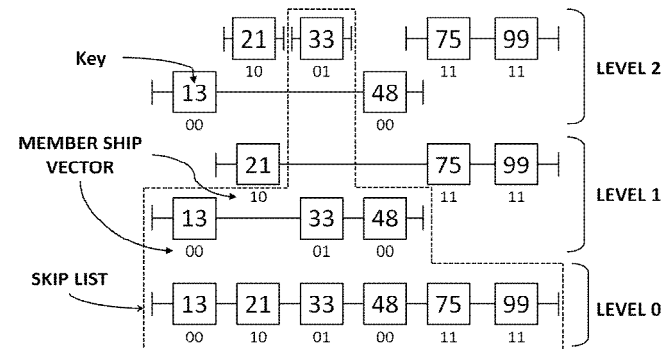 21 33 75 99
10 01 11 11
Key
LEVEL 2
13 48
00 00
MEMBER SHIP
VECTOR
21 75 99
10 11 11
LEVEL 1
13 33 48
00 01 00
SKIP LIST
13 21 33 48 75 99
LEVEL 0
00 10 01 00 11 11